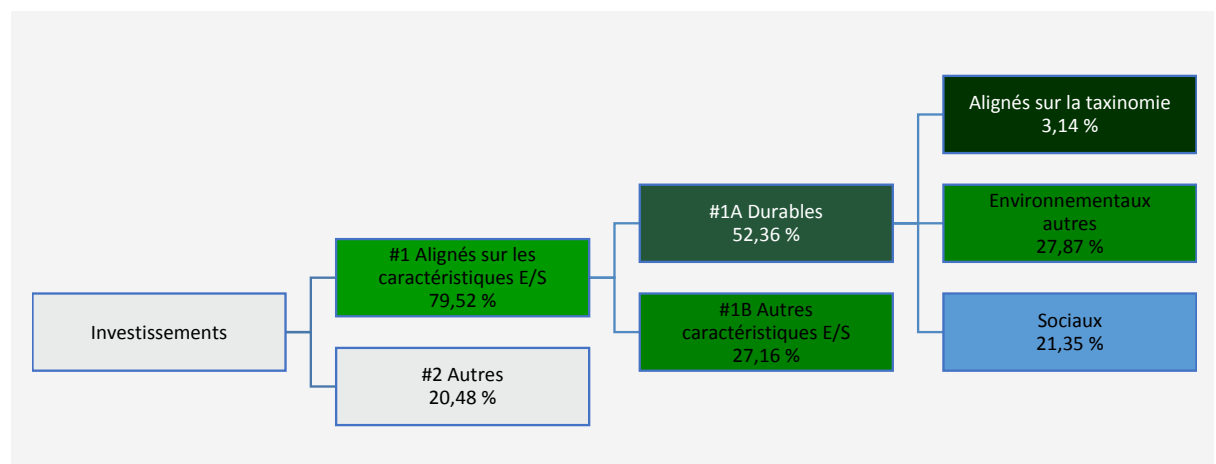 Investissements
#1 Alignés sur les
caractéristiques E/S
79,52 %
#2 Autres
20,48 %
#1A Durables
52,36 %
#1B Autres
caractéristiques E/S
27,16 %
Alignés sur la taxinomie
3,14 %
Environnementaux
autres
27,87 %
Sociaux
21,35 %